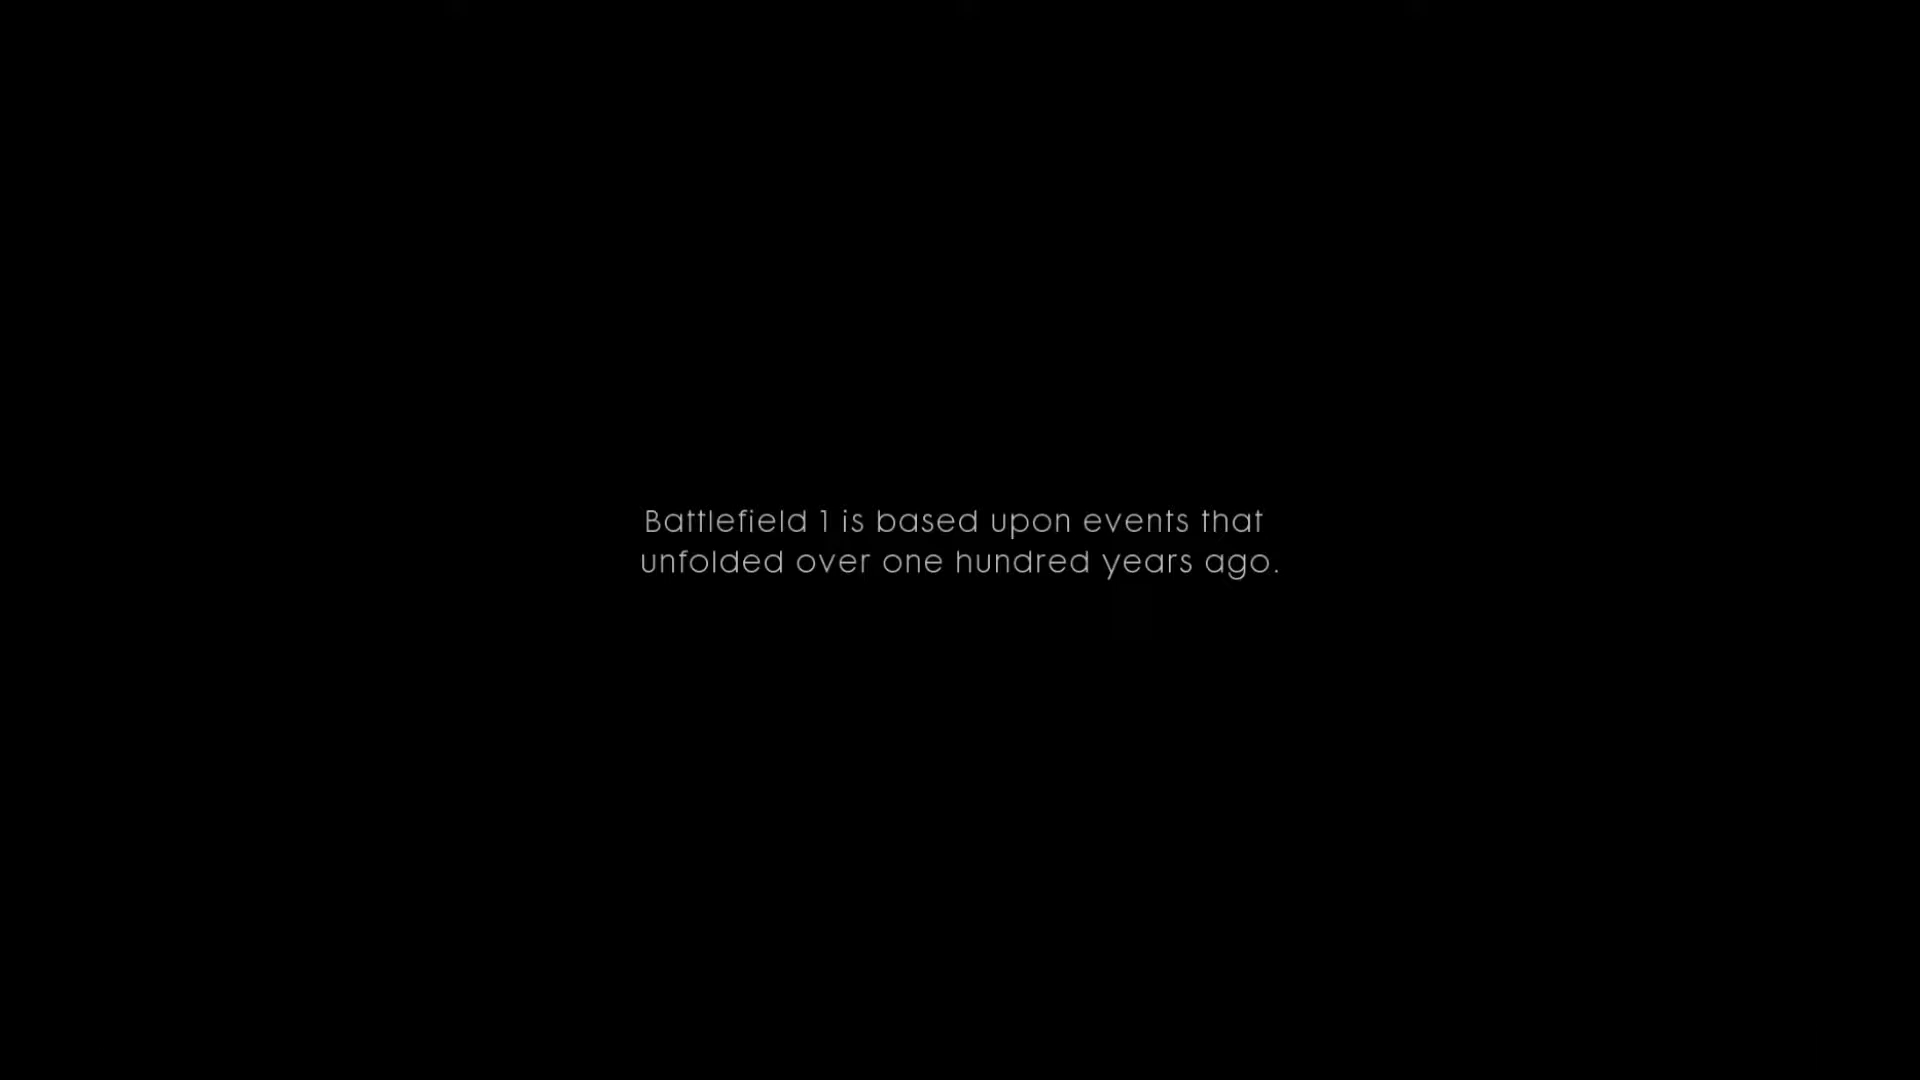 Battlefield 1 is based upon events that
unfolded over one hundred years ago.